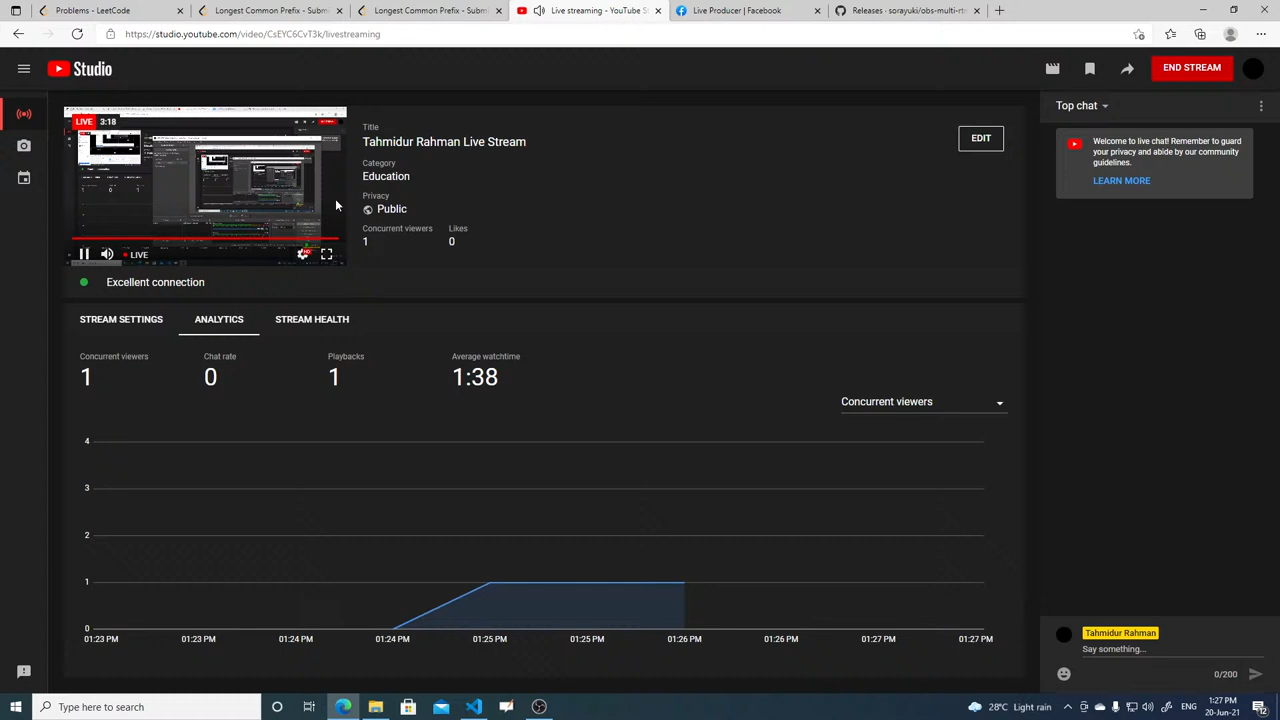 Problems - LeetCode
Longest Common Prefix - Submi
Longest Common Prefix - Submi
Live streaming - YouTube St
Live Producer | Facebook
Releases · sorayuki/obs-multi-rt
https://studio.youtube.com/video/CsEYC6CvT3k/livestreaming
Studio
END STREAM
LIVE 3:18
LIVE
HD
Title
Tahmidur Rahman Live Stream
EDIT
Category
Education
Privacy
Public
Concurrent viewers
Likes
1
0
Excellent connection
Top chat
Welcome to live chat! Remember to guard
your privacy and abide by our community
guidelines.
LEARN MORE
STREAM SETTINGS
ANALYTICS
STREAM HEALTH
Concurrent viewers
Chat rate
Playbacks
Average watchtime
1
0
1
1:38
Concurrent viewers
4
3
2
1
0
01:23 PM
01:23 PM
01:24 PM
01:24 PM
01:25 PM
01:25 PM
01:26 PM
01:26 PM
01:27 PM
01:27 PM
Tahmidur Rahman
Say something...
0/200
Type here to search
28°C Light rain
ENG
1:27 PM
20-Jun-21
12